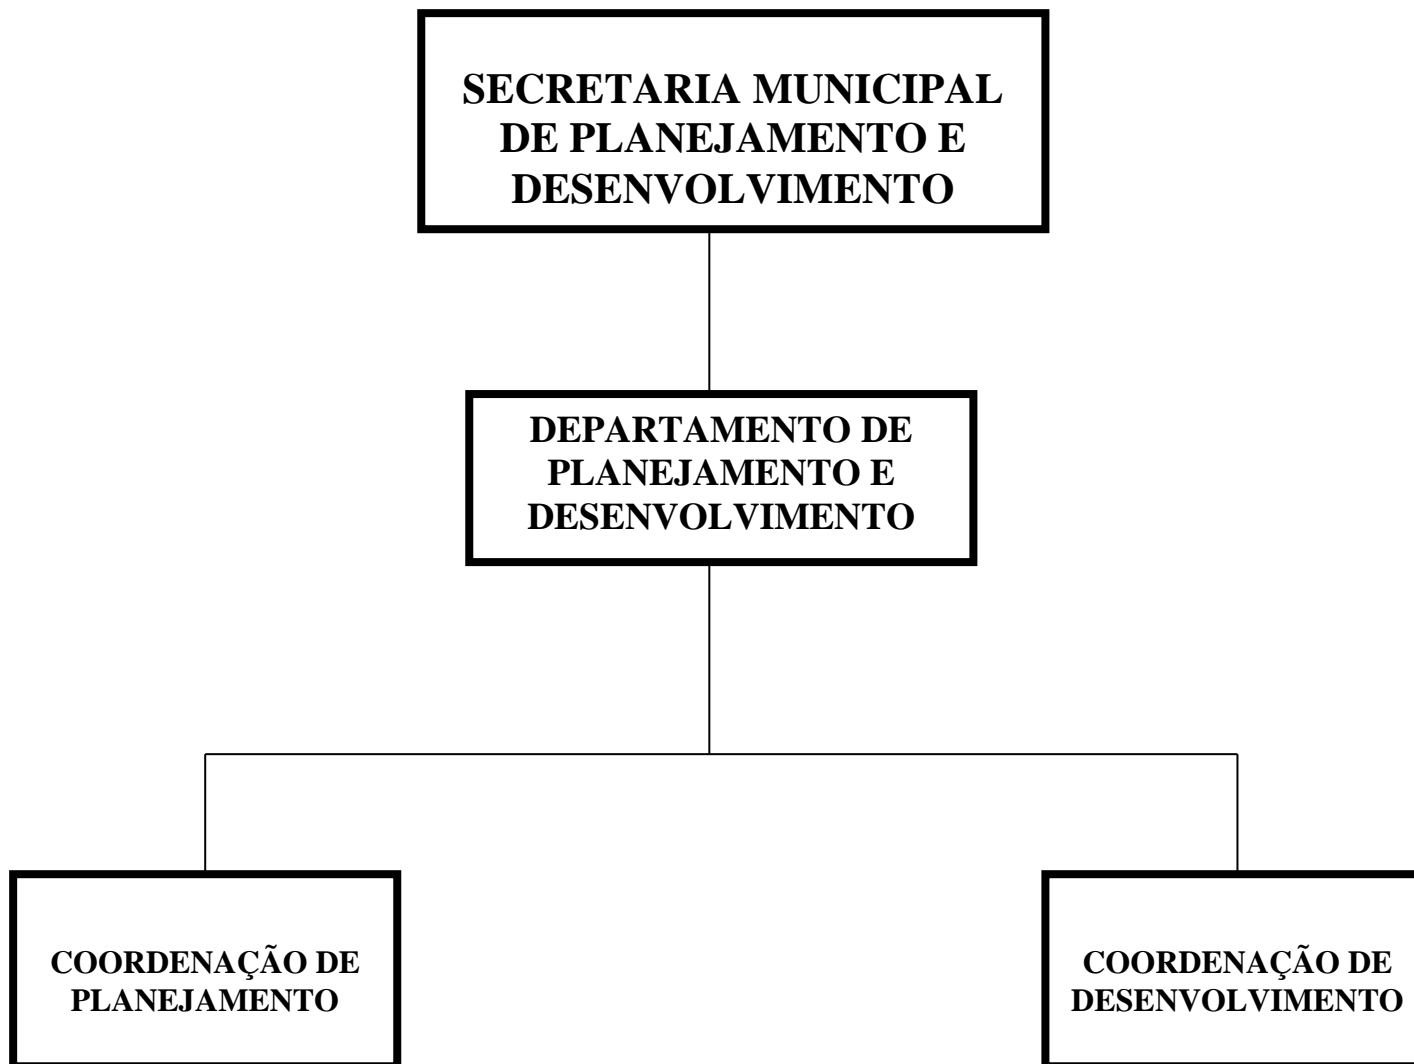 SECRETARIA MUNICIPAL
DE PLANEJAMENTO E
DESENVOLVIMENTO
DEPARTAMENTO DE
PLANEJAMENTO E
DESENVOLVIMENTO
COORDENAÇÃO DE
PLANEJAMENTO
COORDENAÇÃO DE
DESENVOLVIMENTO